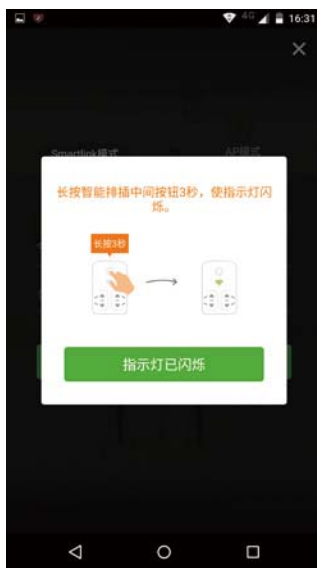 4G 16:31
Smartlink模式
AP模式
长按智能排插中间按钮3秒，使指示灯闪
烁。
长按3秒
指示灯已闪烁